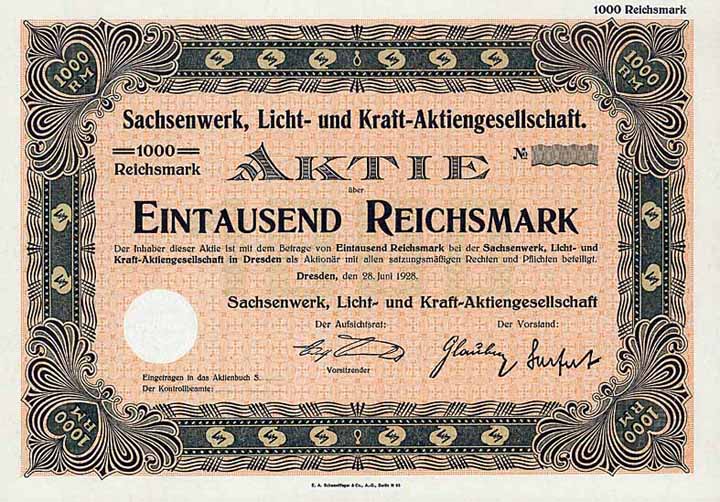 1000 Reichsmark
1000 RM
1000 RM
Sachsenwerk, Licht- und Kraft-Aktiengesellschaft.
1000
Reichsmark
AKTIE
№
über
EINTAUSEND REICHSMARK
Der Inhaber dieser Aktie ist mit dem Betrage von Eintausend Reichsmark bei der Sachsenwerk, Licht- und
Kraft-Aktiengesellschaft in Dresden als Aktionär mit allen satzungsmäßigen Rechten und Pflichten beteiligt.
Dresden, den 28. Juni 1928.
Sachsenwerk, Licht- und Kraft-Aktiengesellschaft
Der Aufsichtsrat:
Der Vorstand:
Vorsitzender
Eingetragen in das Aktienbuch S.
Der Kontrollbeamte:
1000 RM
1000 RM